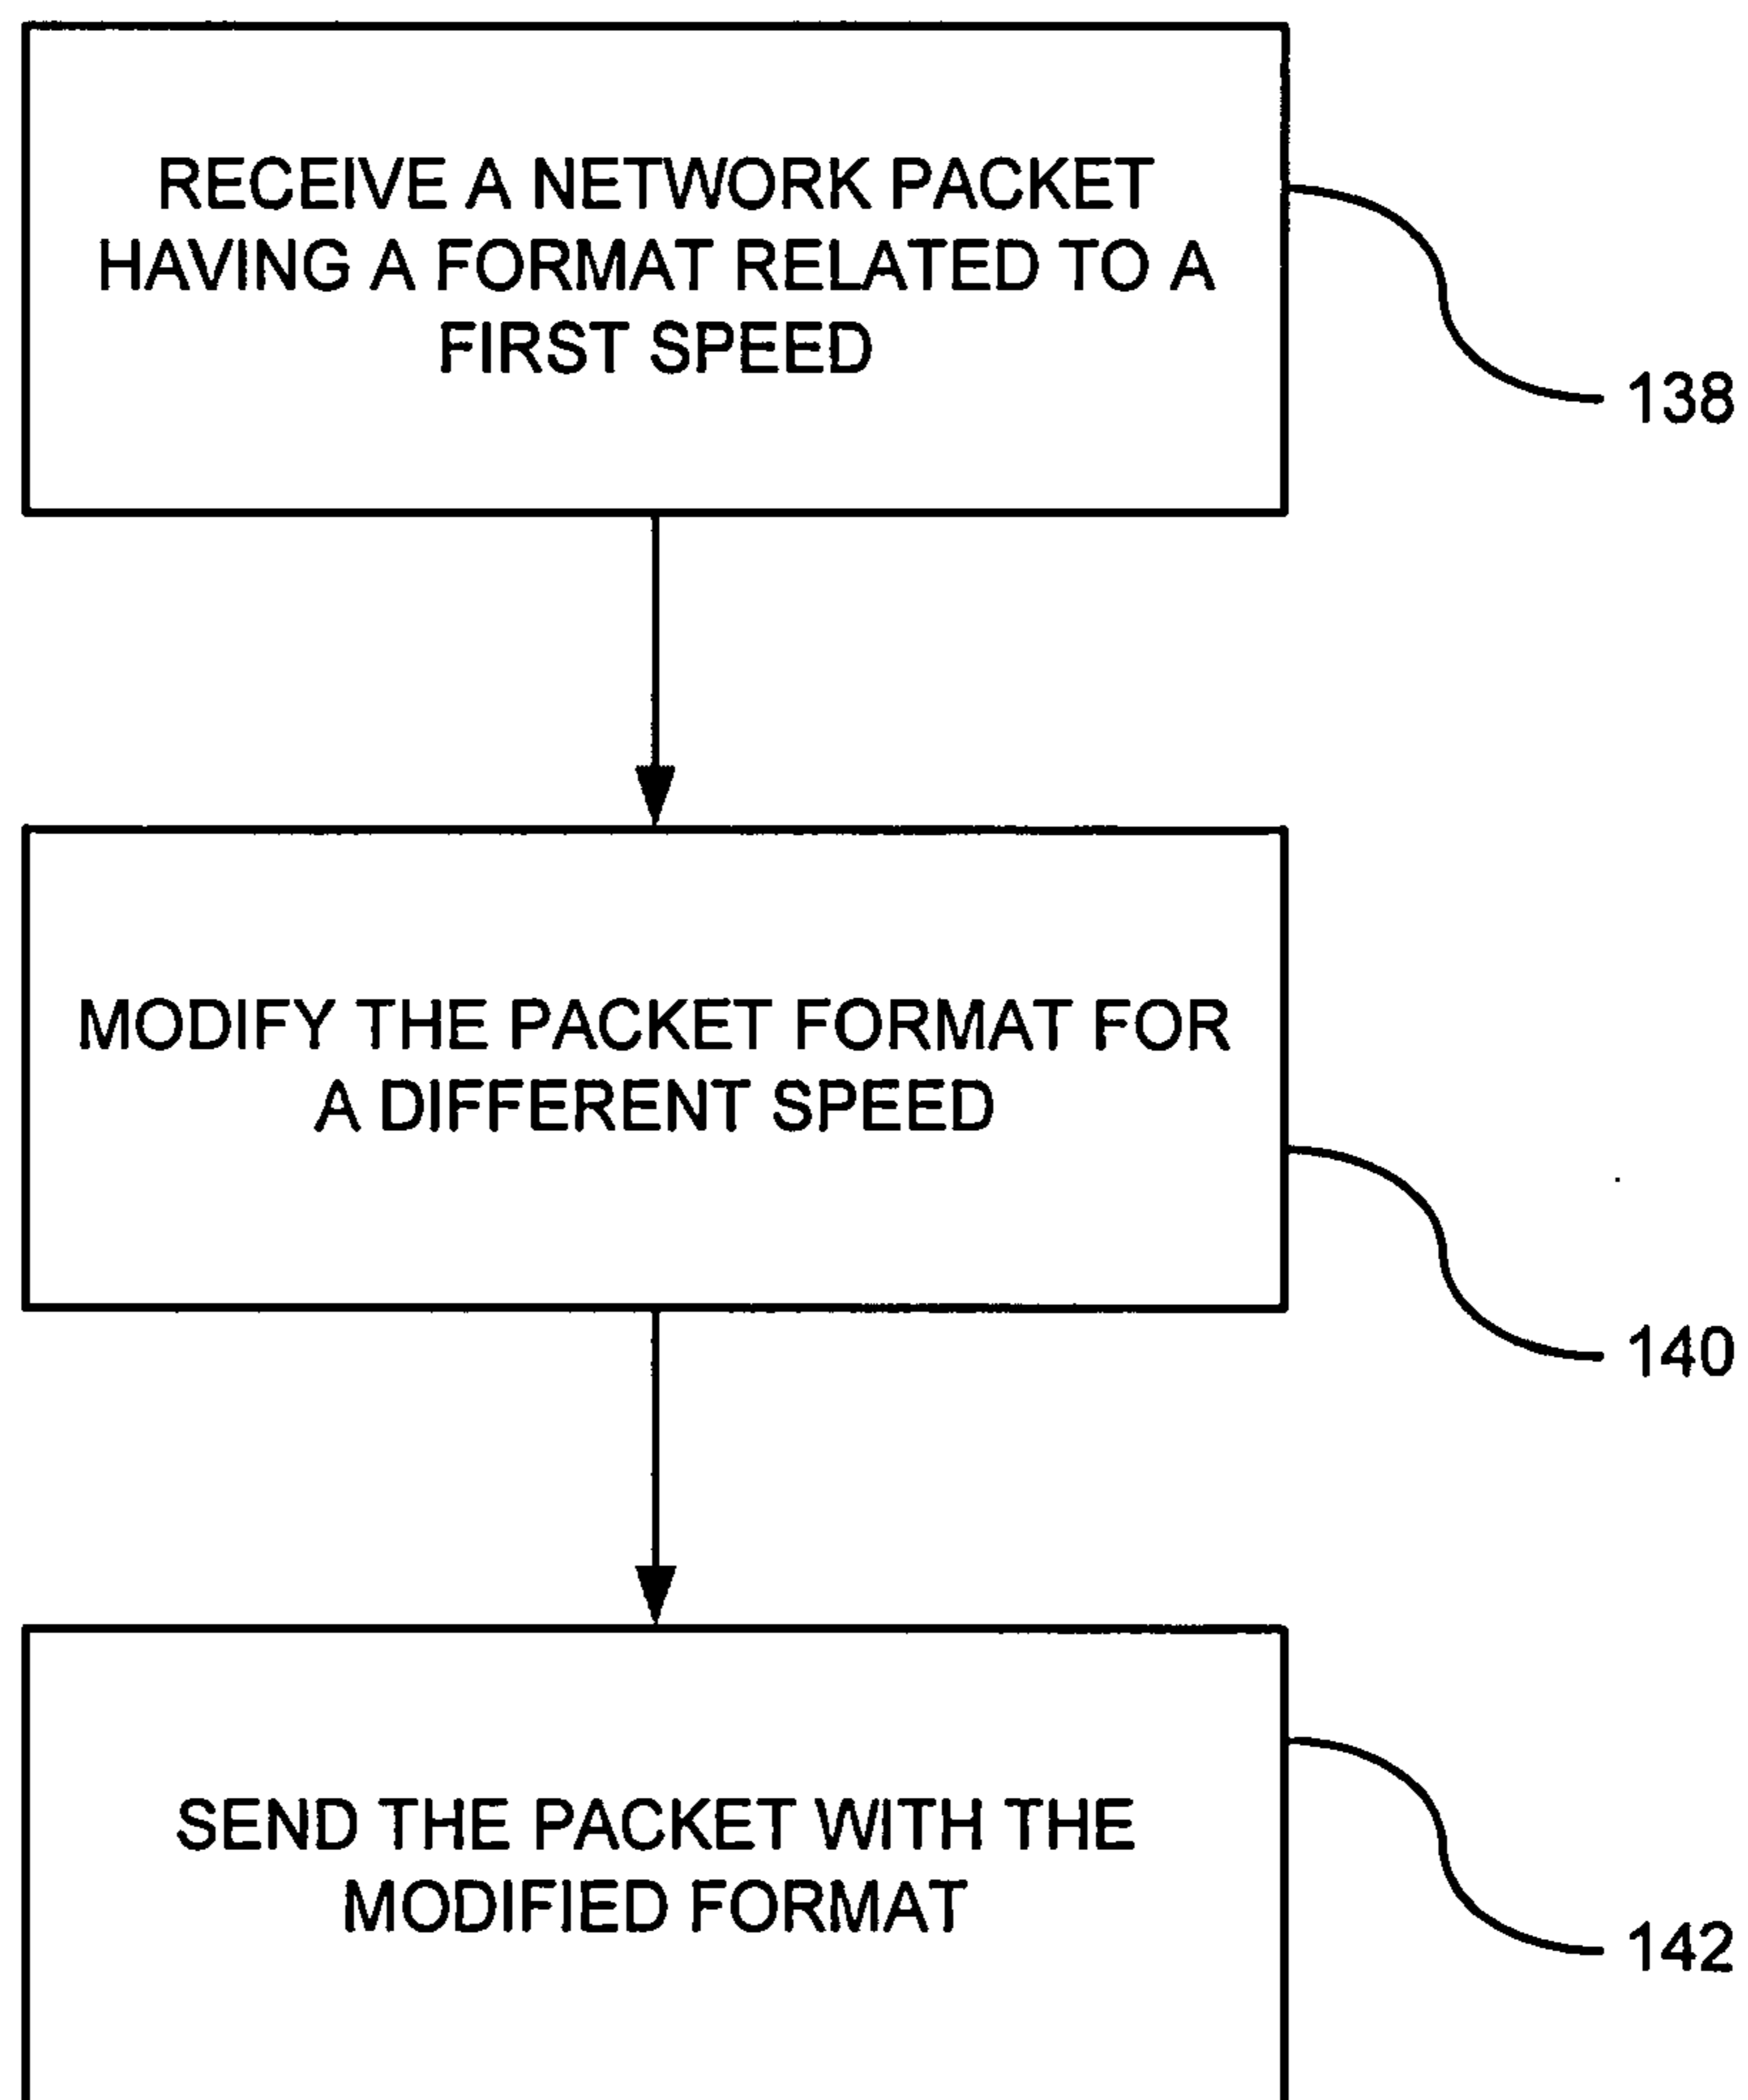 RECEIVE A NETWORK PACKET
HAVING A FORMAT RELATED TO A
FIRST SPEED
138
MODIFY THE PACKET FORMAT FOR
A DIFFERENT SPEED
140
SEND THE PACKET WITH THE
MODIFIED FORMAT
142